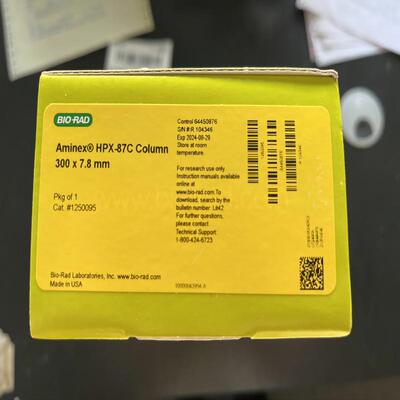 BIO-RAD
Aminex® HPX-87C Column
300 x 7.8 mm
Pkg of 1
Cat. #1250095
Bio-Rad Laboratories, Inc. www.bio-rad.com
Made in USA
Control 64450876
S/N # R 104346
Exp 2024-08-29
Store at room
temperature.
For research use only.
Instruction manuals
available online at
bio-rad.com. To
download, search by the
bulletin number: Lit42
For further questions,
please contact
Technical Support:
1-800-424-6723